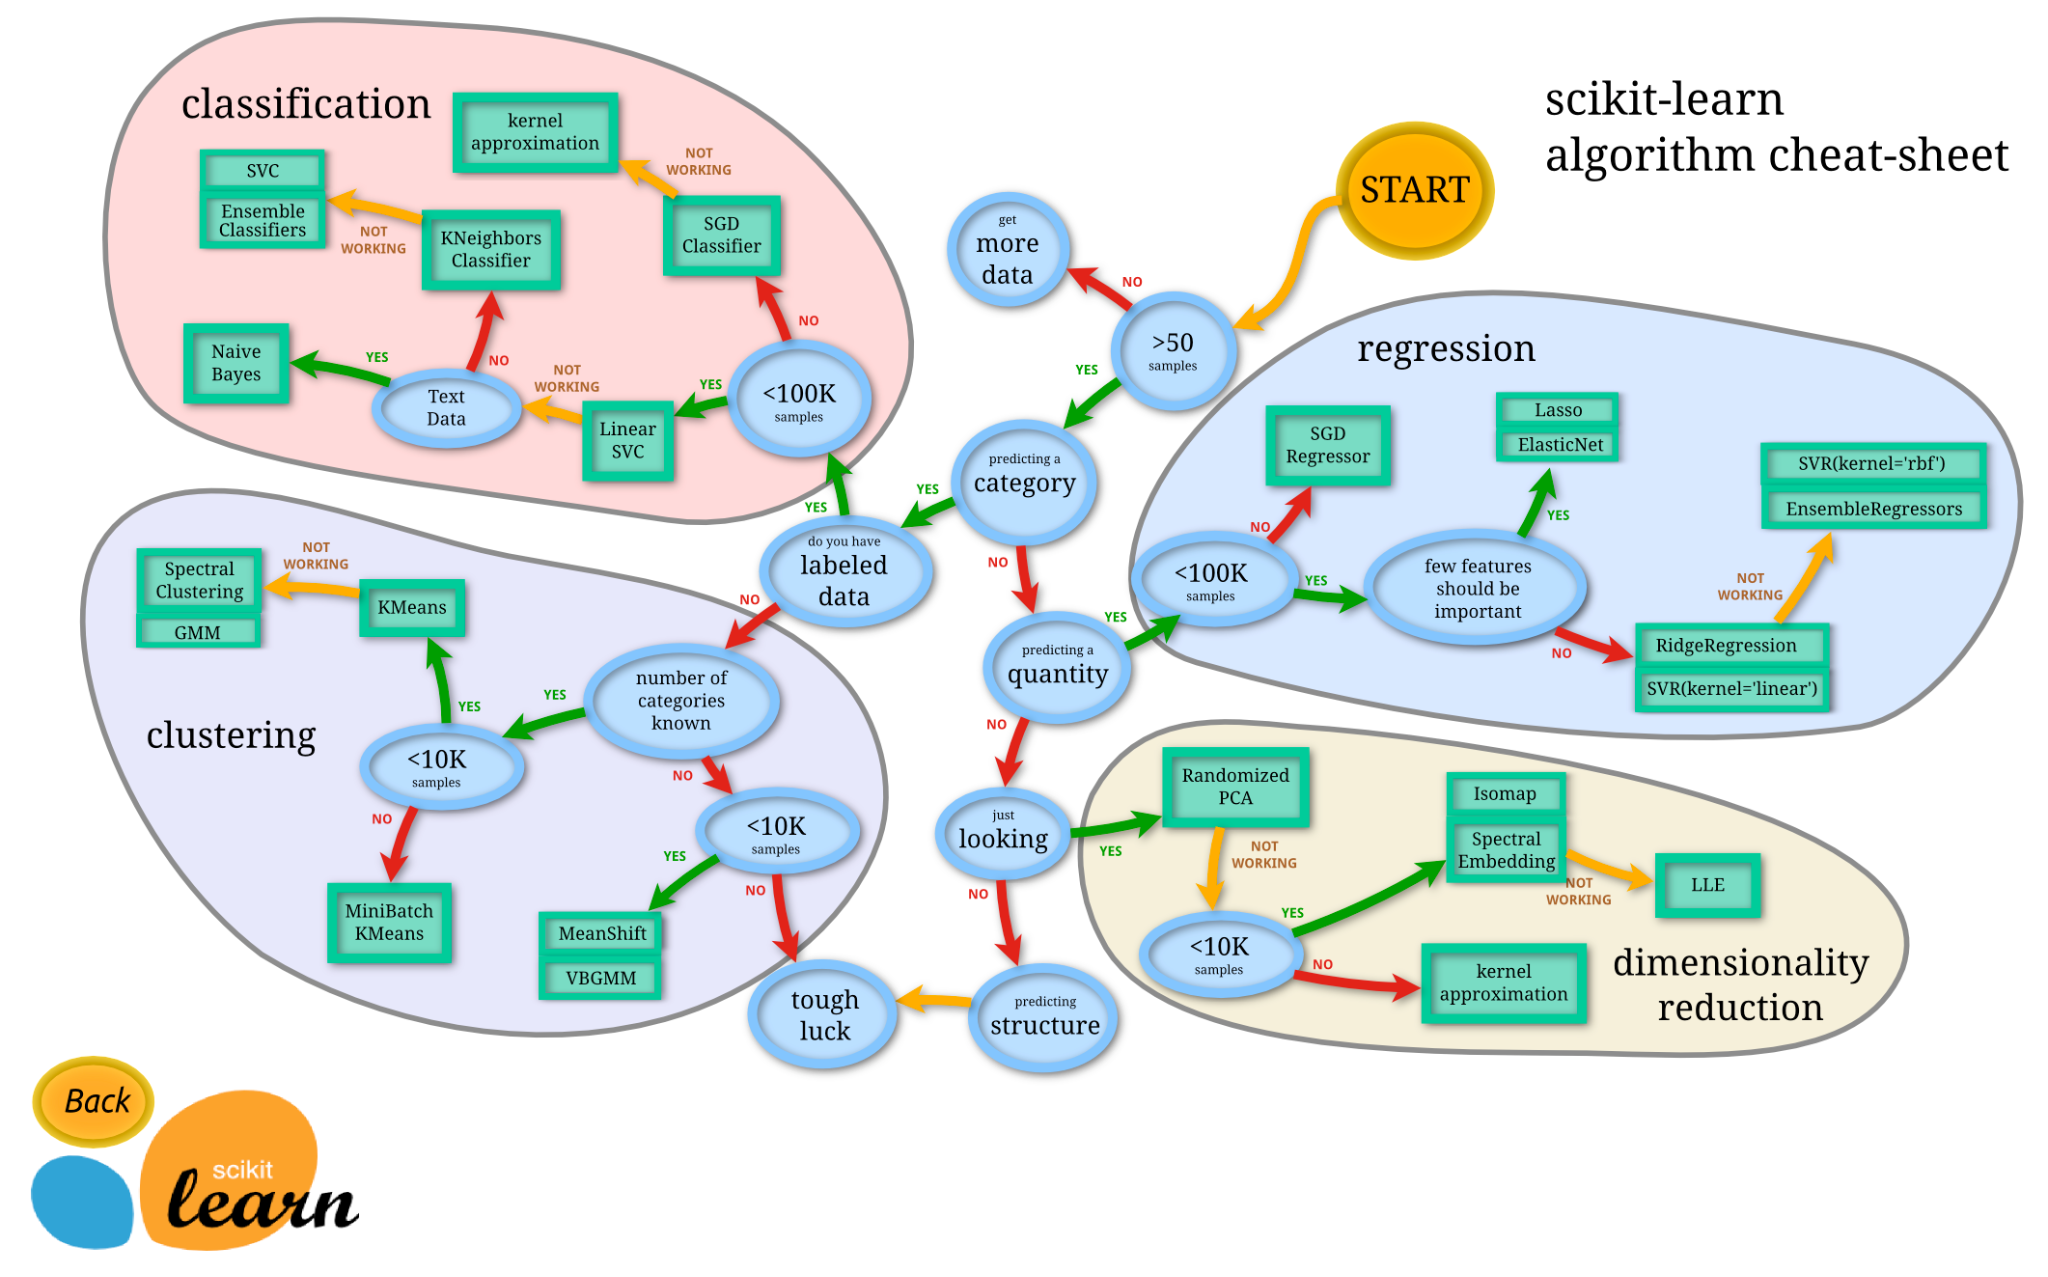 scikit-learn
algorithm cheat-sheet
START
get
more
data
NO
>50
samples
YES
predicting a
category
YES
NO
do you have
labeled
data
YES
NO
predicting a
quantity
YES
NO
just
looking
YES
NO
predicting
structure
tough
luck
classification
kernel
approximation
NOT
WORKING
SVC
Ensemble
Classifiers
NOT
WORKING
KNeighbors
Classifier
SGD
Classifier
NO
Naive
Bayes
YES
NO
Text
Data
NOT
WORKING
Linear
SVC
YES
<100K
samples
clustering
Spectral
Clustering
GMM
NOT
WORKING
KMeans
YES
<10K
samples
YES
number of
categories
known
NO
NO
MiniBatch
KMeans
<10K
samples
YES
NO
MeanShift
VBGMM
regression
SGD
Regressor
Lasso
ElasticNet
SVR(kernel='rbf')
EnsembleRegressors
NO
YES
<100K
samples
YES
few features
should be
important
NOT
WORKING
NO
RidgeRegression
SVR(kernel='linear')
Randomized
PCA
NOT
WORKING
Isomap
Spectral
Embedding
NOT
WORKING
LLE
YES
<10K
samples
NO
kernel
approximation
dimensionality
reduction
Back
scikit
learn